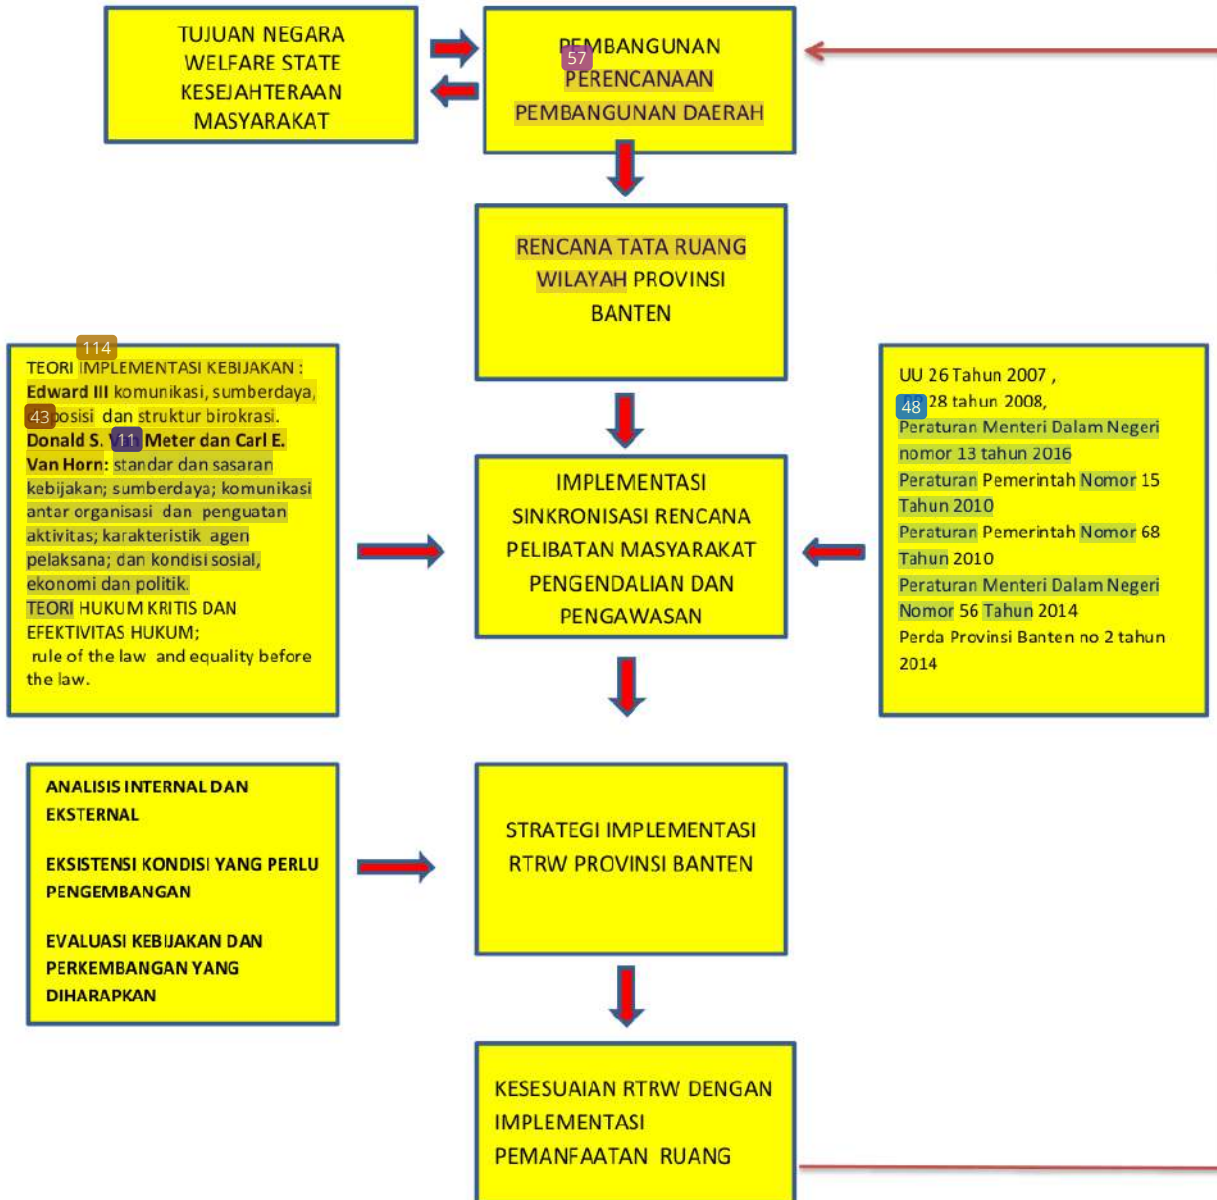 TUJUAN NEGARA
WELFARE STATE
KESEJAHTERAAN
MASYARAKAT
PEMBANGUNAN
57
PERENCANAAN
PEMBANGUNAN DAERAH
RENCANA TATA RUANG
WILAYAH PROVINSI
BANTEN
114
TEORI IMPLEMENTASI KEBIJAKAN :
Edward III komunikasi, sumberdaya,
43 posisi dan struktur birokrasi.
Donald S. 11 Meter dan Carl E.
Van Horn: standar dan sasaran
kebijakan; sumberdaya; komunikasi
antar organisasi dan penguatan
aktivitas; karakteristik agen
pelaksana; dan kondisi sosial,
ekonomi dan politik.
TEORI HUKUM KRITIS DAN
EFEKTIVITAS HUKUM;
rule of the law and equality before
the law.
IMPLEMENTASI
SINKRONISASI RENCANA
PELIBATAN MASYARAKAT
PENGENDALIAN DAN
PENGAWASAN
UU 26 Tahun 2007 ,
48 28 tahun 2008,
Peraturan Menteri Dalam Negeri
nomor 13 tahun 2016
Peraturan Pemerintah Nomor 15
Tahun 2010
Peraturan Pemerintah Nomor 68
Tahun 2010
Peraturan Menteri Dalam Negeri
Nomor 56 Tahun 2014
Perda Provinsi Banten no 2 tahun
2014
ANALISIS INTERNAL DAN
EKSTERNAL
EKSISTENSI KONDISI YANG PERLU
PENGEMBANGAN
EVALUASI KEBIJAKAN DAN
PERKEMBANGAN YANG
DIHARAPKAN
STRATEGI IMPLEMENTASI
RTRW PROVINSI BANTEN
KESESUAIAN RTRW DENGAN
IMPLEMENTASI
PEMANFAATAN RUANG